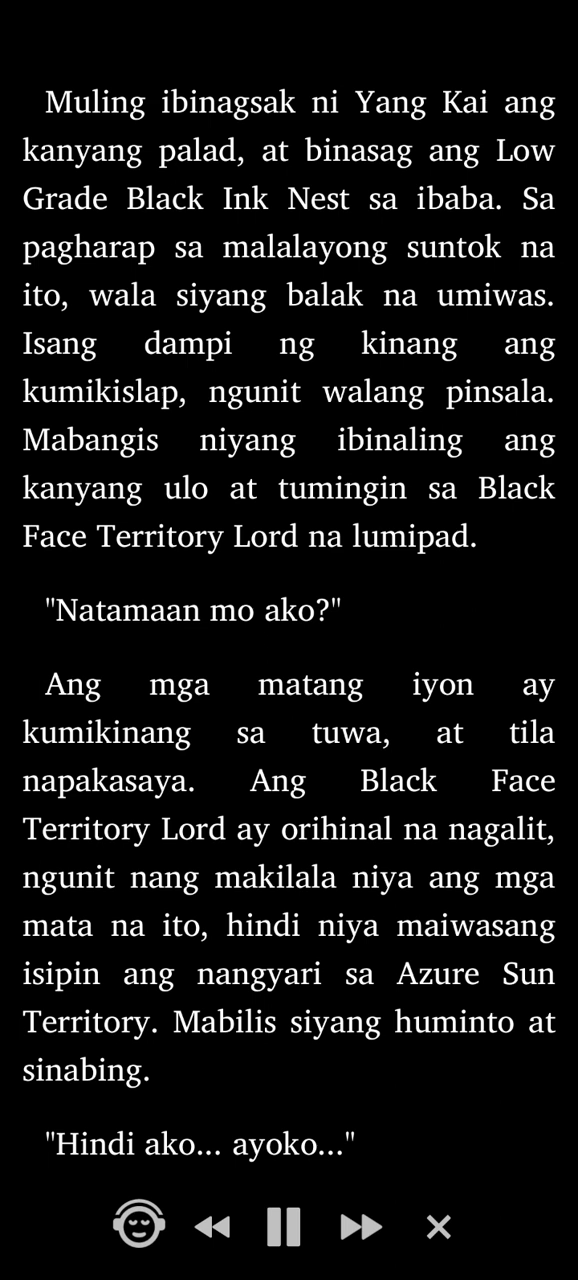 Muling ibinagsak ni Yang Kai ang
kanyang palad, at binasag ang Low
Grade Black Ink Nest sa ibaba. Sa
pagharap sa malalayong suntok na
ito, wala siyang balak na umiwas.
Isang dampi ng kinang ang
kumikislap, ngunit walang pinsala.
Mabangis niyang ibinaling ang
kanyang ulo at tumingin sa Black
Face Territory Lord na lumipad.
"Natamaan mo ako?"
Ang mga matang iyon ay
kumikinang sa tuwa, at tila
napakasaya. Ang Black Face
Territory Lord ay orihinal na nagalit,
ngunit nang makilala niya ang mga
mata na ito, hindi niya maiwasang
isipin ang nangyari sa Azure Sun
Territory. Mabilis siyang huminto at
sinabing.
"Hindi ako... ayoko..."